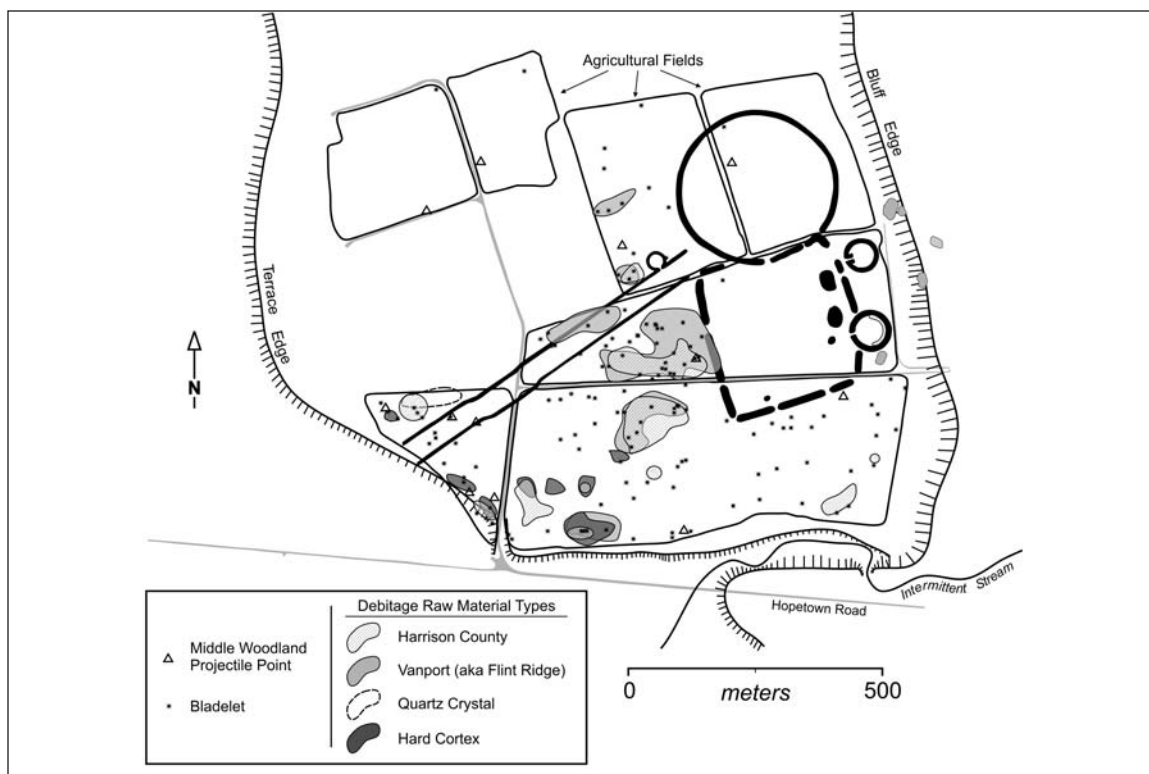 Agricultural Fields
Bluff Edge
Terrace Edge
N
Intermittent Stream
Hopetown Road
0 meters 500
Middle Woodland
Projectile Point
Bladelet
Debitage Raw Material Types
Harrison County
Vanport (aka Flint Ridge)
Quartz Crystal
Hard Cortex